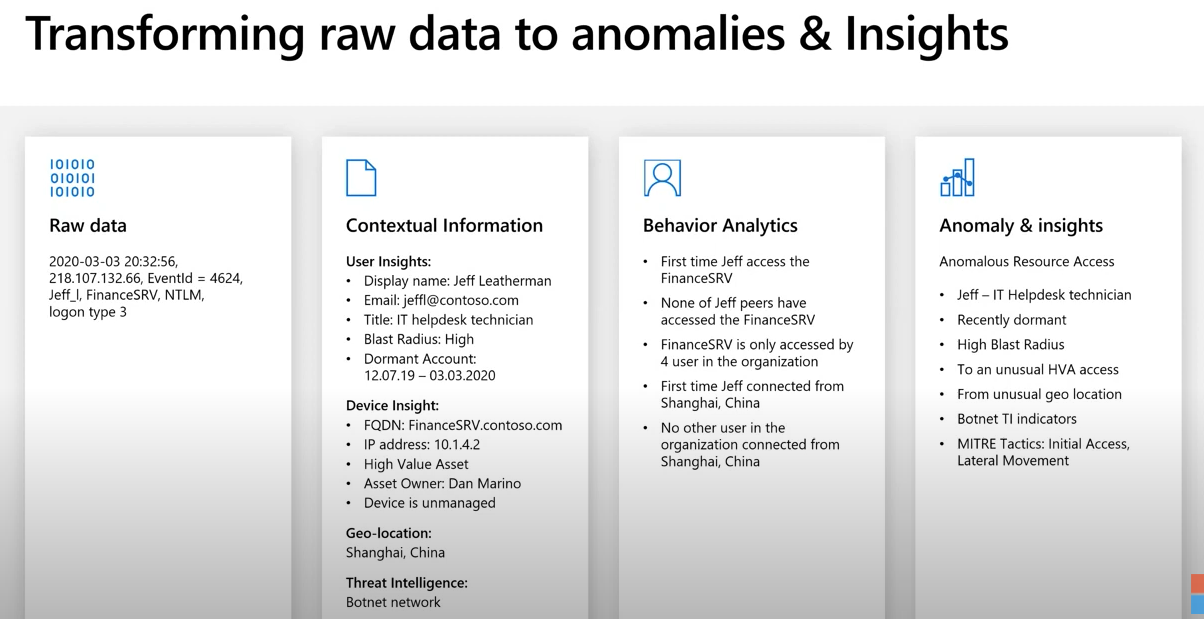 Transforming raw data to anomalies & Insights
101010
010101
101010
Raw data
2020-03-03 20:32:56,
218.107.132.66, EventId = 4624,
Jeff_l, FinanceSRV, NTLM,
logon type 3
Contextual Information
User Insights:
• Display name: Jeff Leatherman
• Email: jeffl@contoso.com
• Title: IT helpdesk technician
• Blast Radius: High
• Dormant Account:
12.07.19 – 03.03.2020
Device Insight:
• FQDN: FinanceSRV.contoso.com
• IP address: 10.1.4.2
• High Value Asset
• Asset Owner: Dan Marino
• Device is unmanaged
Geo-location:
Shanghai, China
Threat Intelligence:
Botnet network
Behavior Analytics
• First time Jeff access the
FinanceSRV
• None of Jeff peers have
accessed the FinanceSRV
• FinanceSRV is only accessed by
4 user in the organization
• First time Jeff connected from
Shanghai, China
• No other user in the
organization connected from
Shanghai, China
Anomaly & insights
Anomalous Resource Access
• Jeff – IT Helpdesk technician
• Recently dormant
• High Blast Radius
• To an unusual HVA access
• From unusual geo location
• Botnet TI indicators
• MITRE Tactics: Initial Access,
Lateral Movement